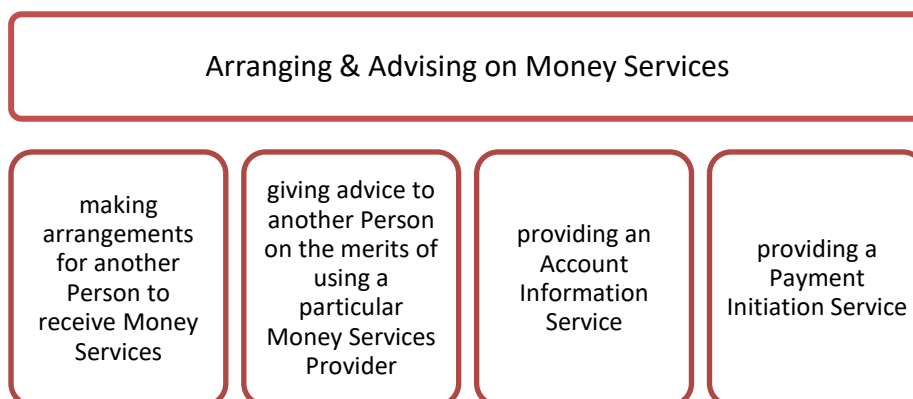 Arranging & Advising on Money Services
making
arrangements
for another
Person to
receive Money
Services
giving advice to
another Person
on the merits of
using a
particular
Money Services
Provider
providing an
Account
Information
Service
providing a
Payment
Initiation Service